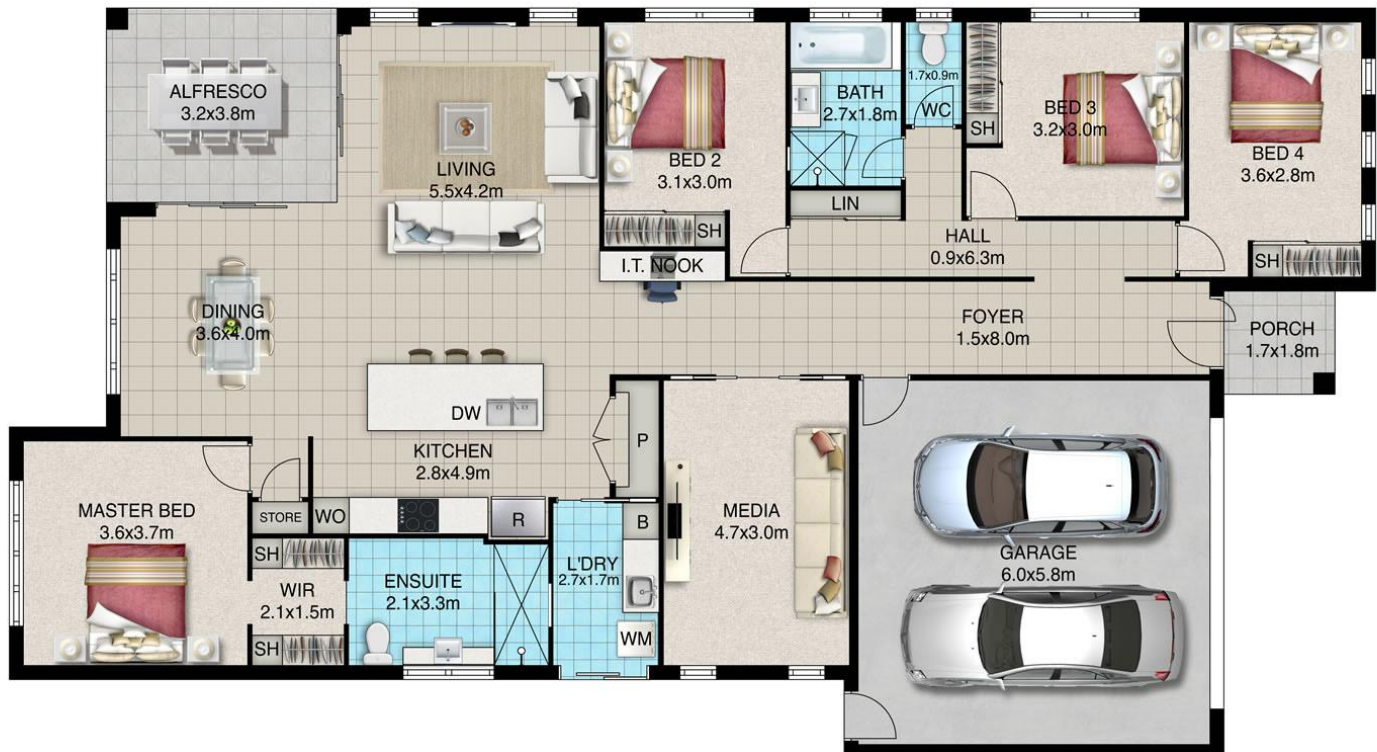 ALFRESCO
3.2x3.8m
LIVING
5.5x4.2m
BED 2
3.1x3.0m
SH
I.T. NOOK
BATH
2.7x1.8m
LIN
1.7x0.9m
WC
SH
BED 3
3.2x3.0m
BED 4
3.6x2.8m
SH
HALL
0.9x6.3m
DINING
3.6x4.0m
FOYER
1.5x8.0m
PORCH
1.7x1.8m
DW
KITCHEN
2.8x4.9m
P
MASTER BED
3.6x3.7m
STORE
WO
R
B
SH
WIR
2.1x1.5m
SH
ENSUITE
2.1x3.3m
L'DRY
2.7x1.7m
WM
MEDIA
4.7x3.0m
GARAGE
6.0x5.8m